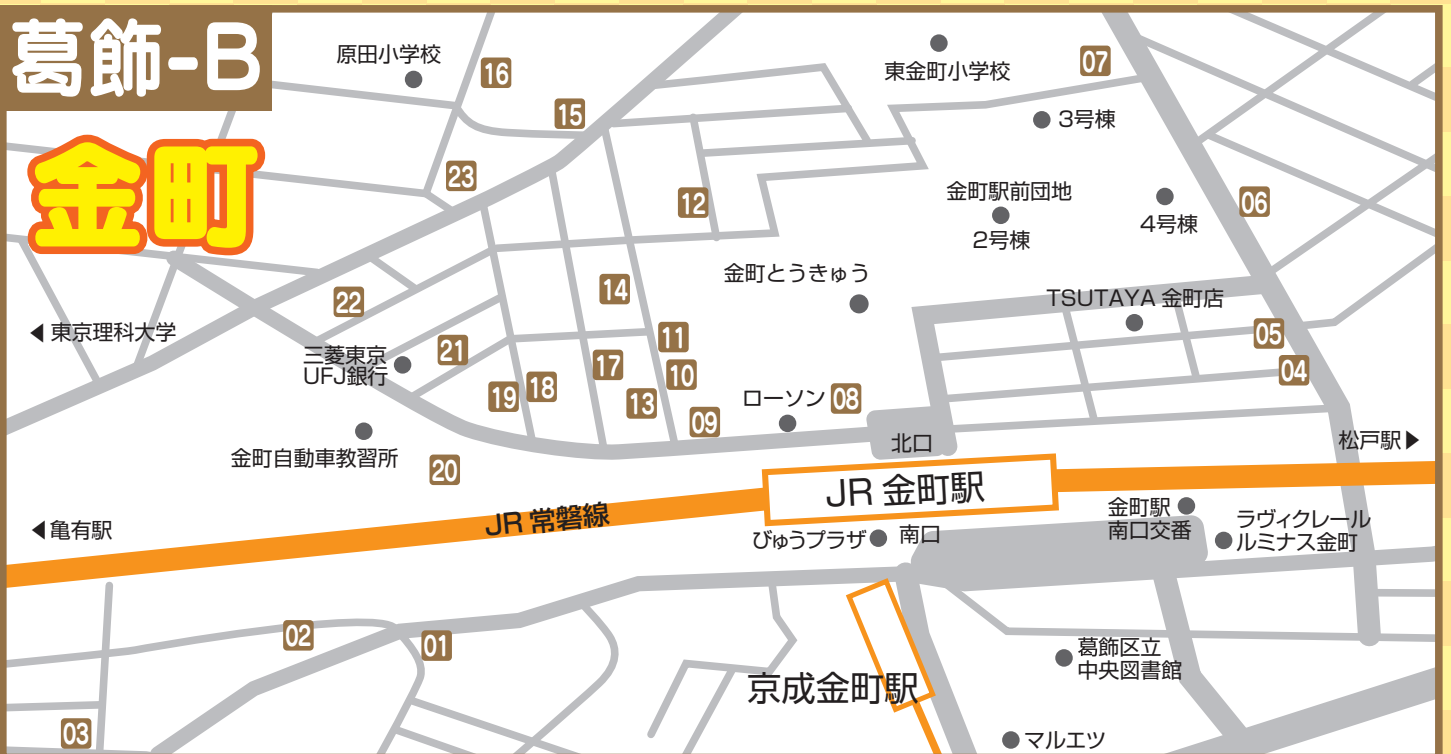 葛飾-B
金町
原田小学校
16
15
23
東金町小学校
07
3号棟
12
金町駅前団地
2号棟
4号棟
06
金町とうきゅう
14
22
TSUTAYA 金町店
◀東京理科大学
三菱東京
UFJ銀行
21
11
05
17
10
04
19
18
13
09
ローソン
08
金町自動車教習所
20
北口
松戸駅▶
JR 金町駅
JR 常磐線
◀亀有駅
びゅうプラザ
南口
金町駅
南口交番
ラヴィクレール
ルミナス金町
02
01
03
京成金町駅
葛飾区立
中央図書館
マルエツ